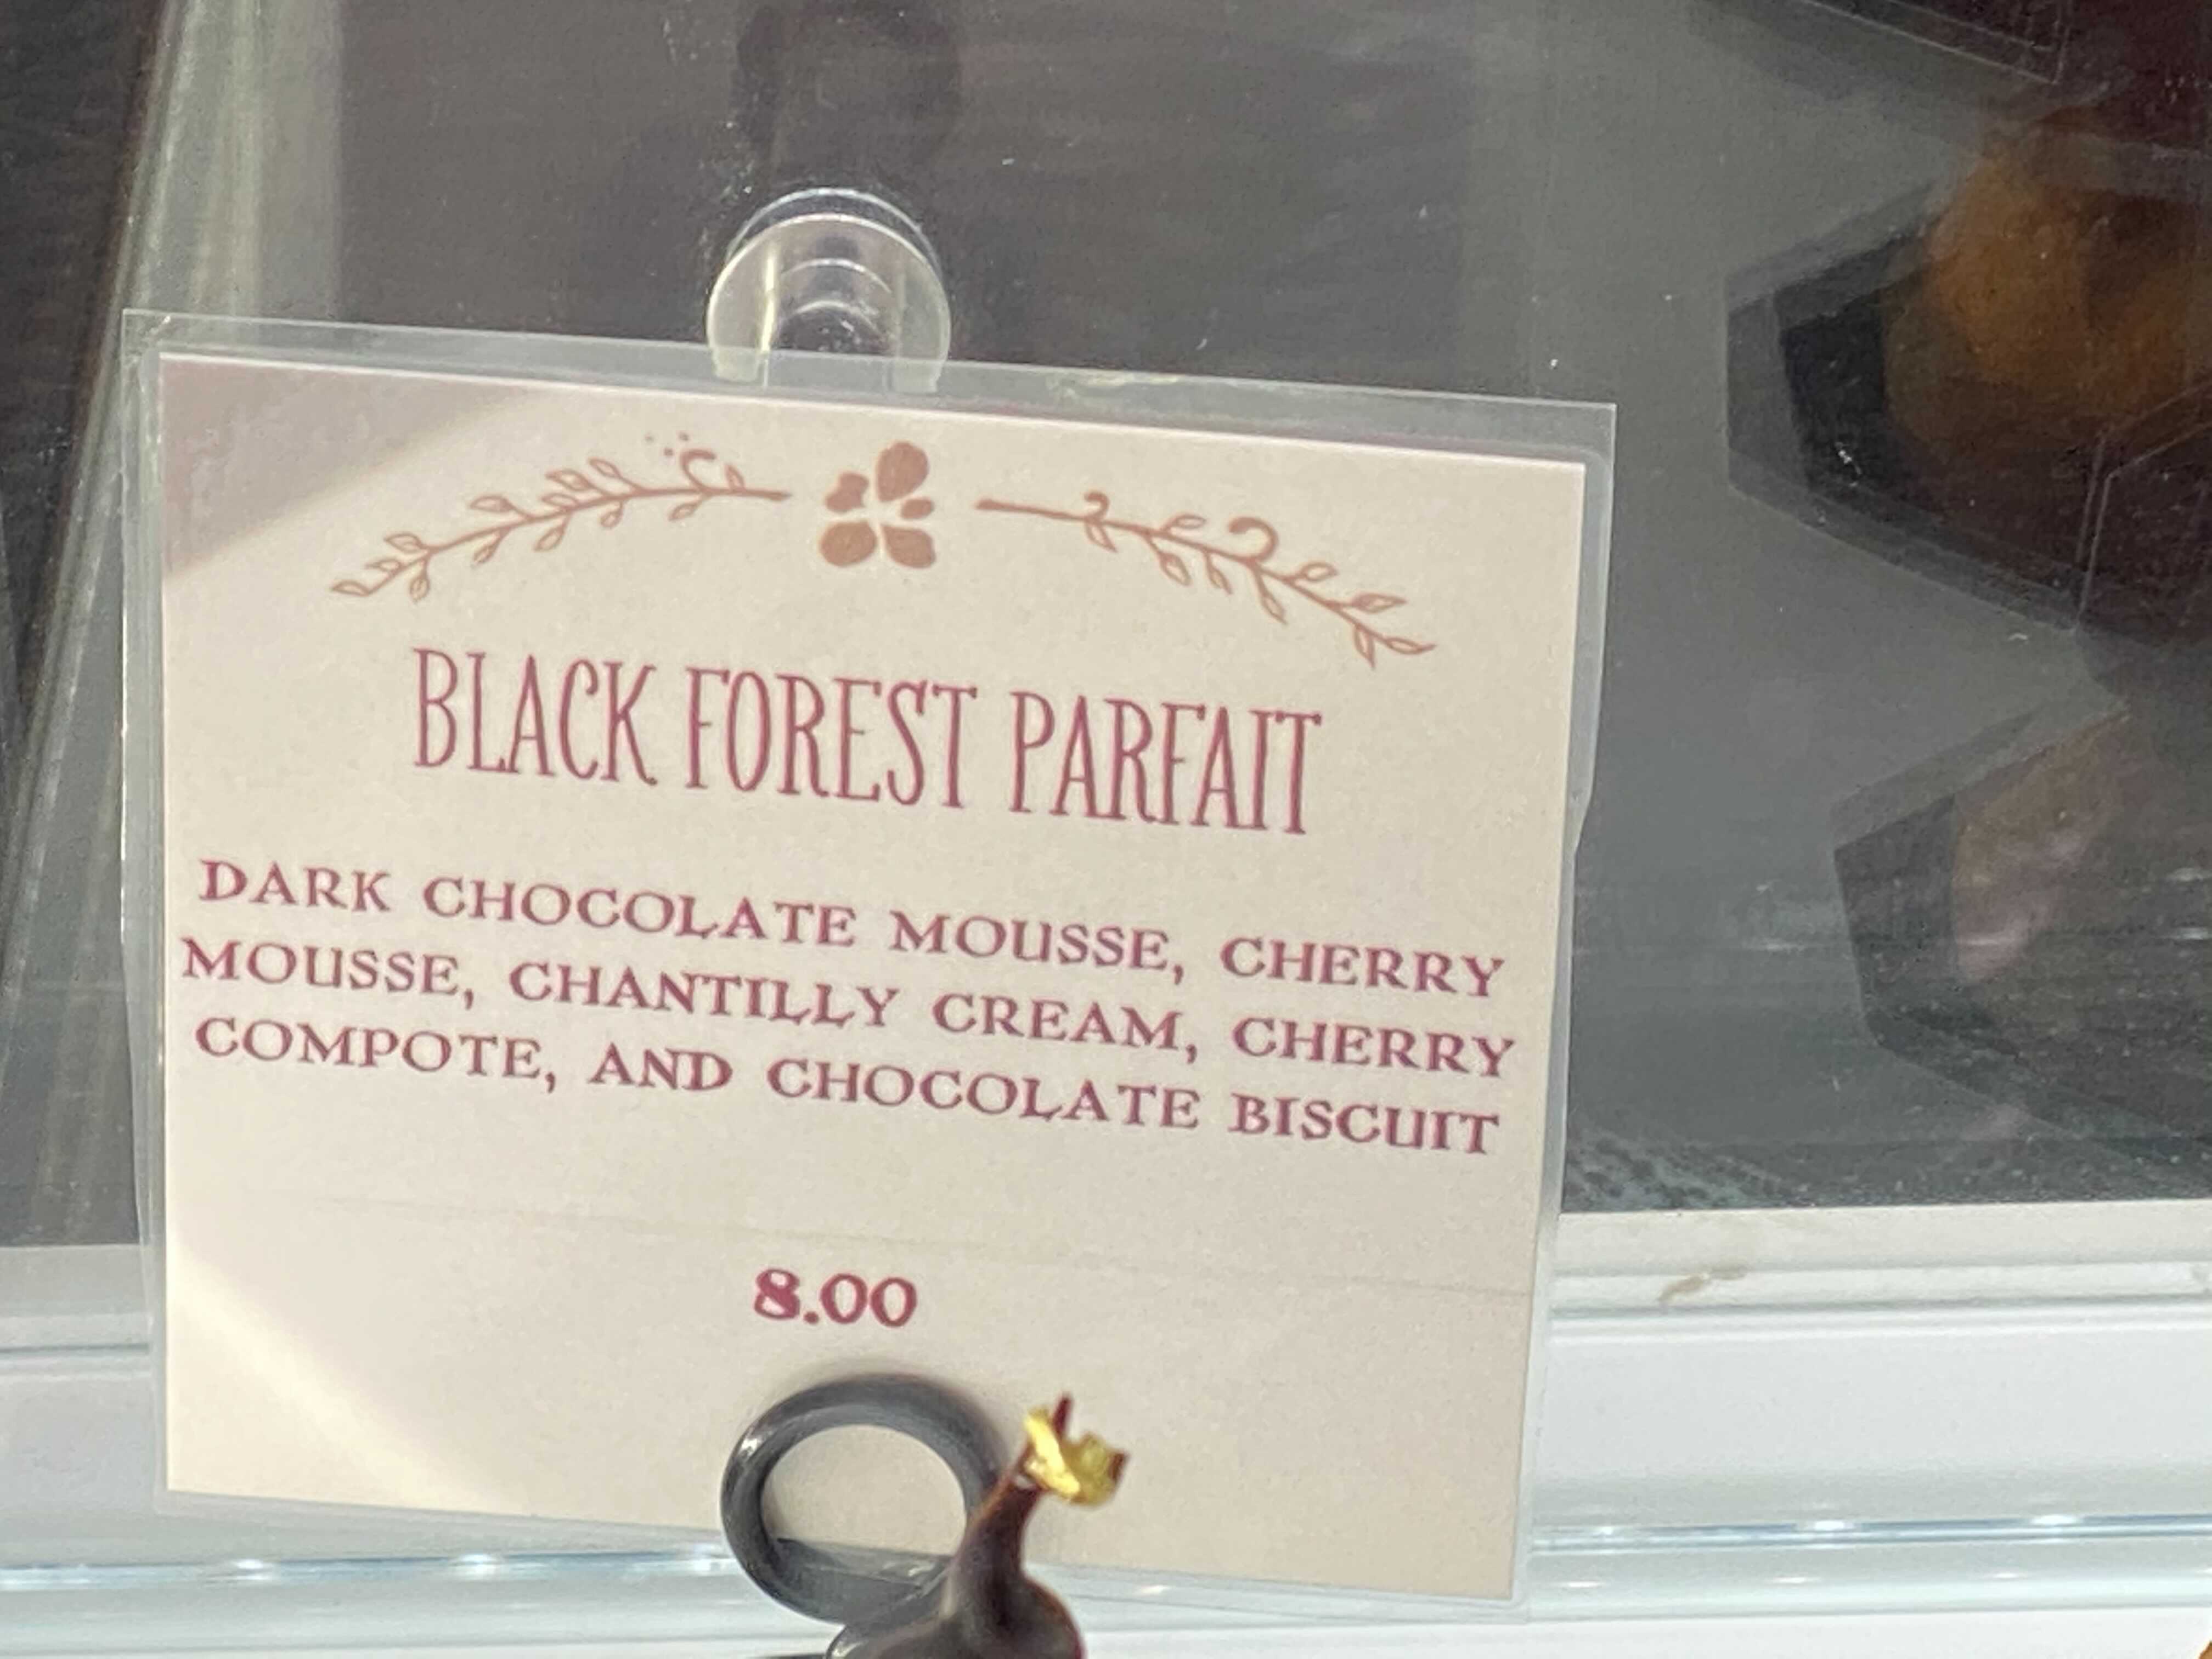 BLACK FOREST PARFAIT
DARK CHOCOLATE MOUSSE, CHERRY
MOUSSE, CHANTILLY CREAM, CHERRY
COMPOTE, AND CHOCOLATE BISCUIT
8.00